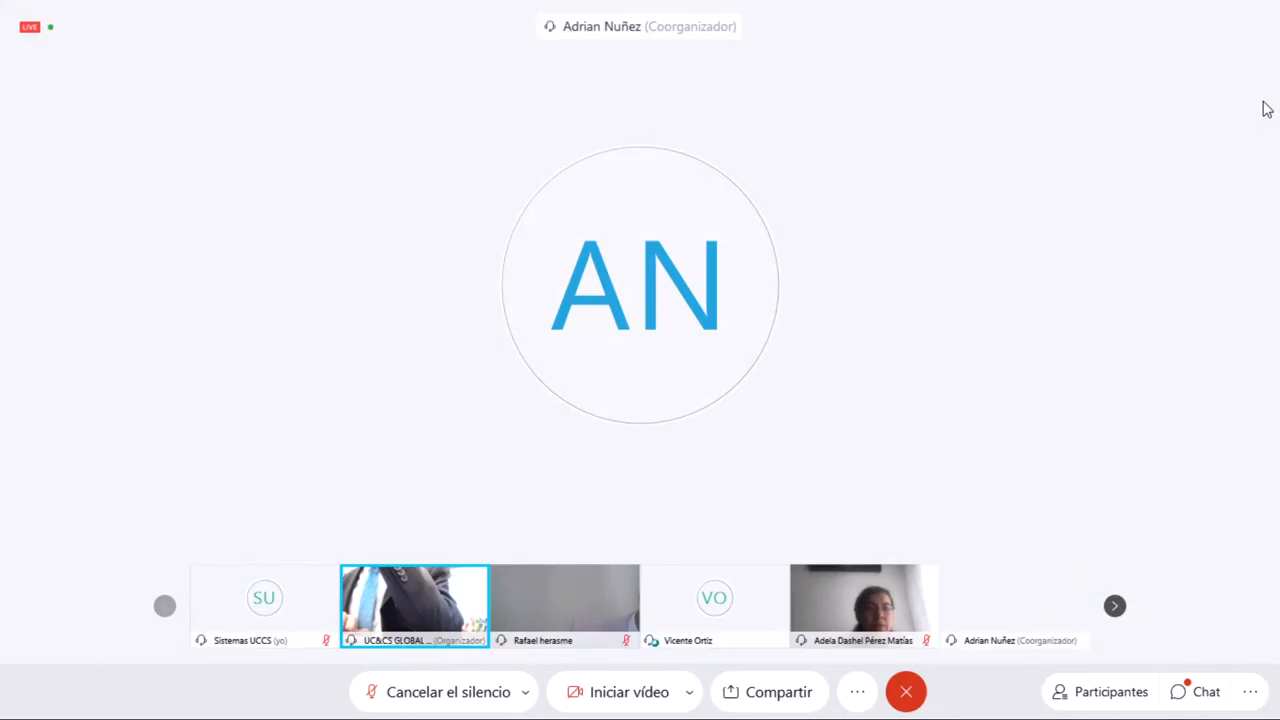 LIVE
Adrian Nuñez (Coorganizador)
AN
SU
VO
Sistemas UCCS (yo)
UC&CS GLOBAL ... (Organizador)
Rafael herasme
Vicente Ortiz
Adela Dashel Pérez Matías
Adrian Nuñez (Coorganizador)
Cancelar el silencio
Iniciar vídeo
Compartir
Participantes
Chat